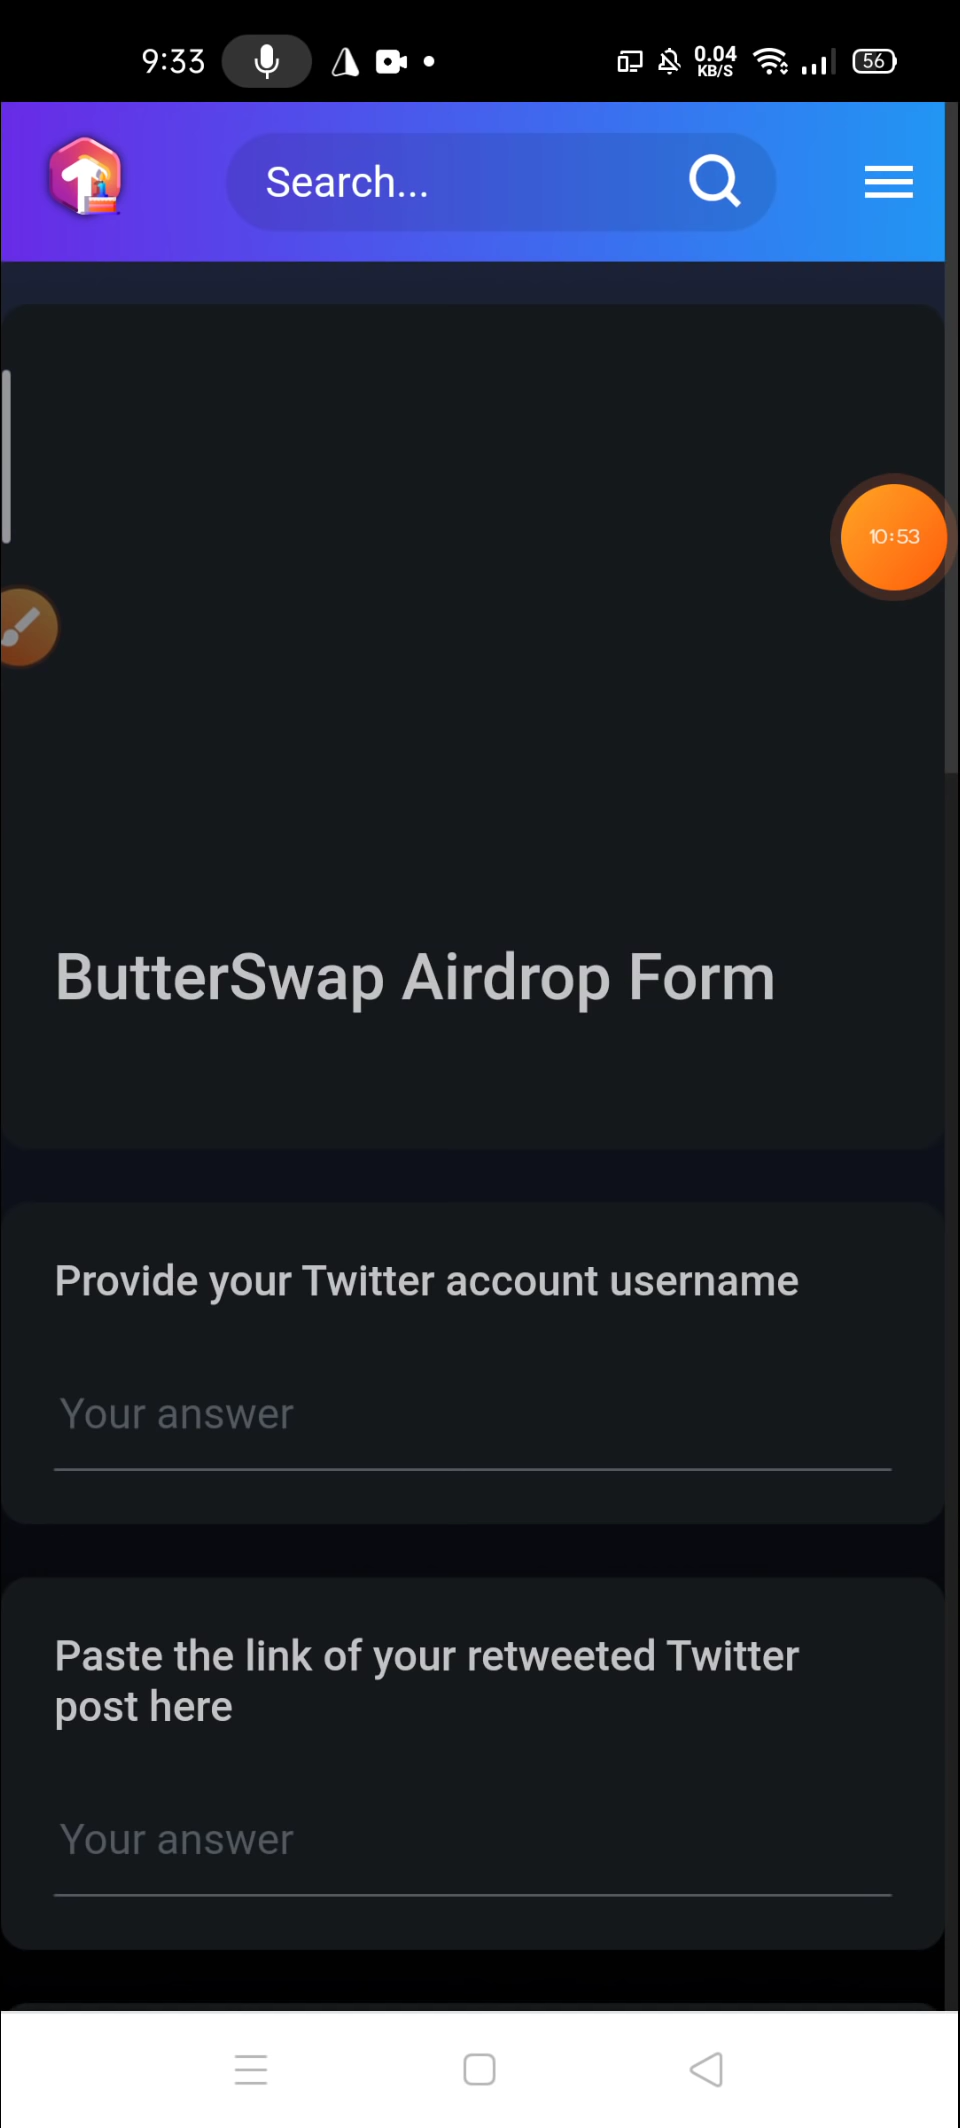 9:33
0.04
KB/S
56
Search...
10:53
ButterSwap Airdrop Form
Provide your Twitter account username
Your answer
Paste the link of your retweeted Twitter
post here
Your answer